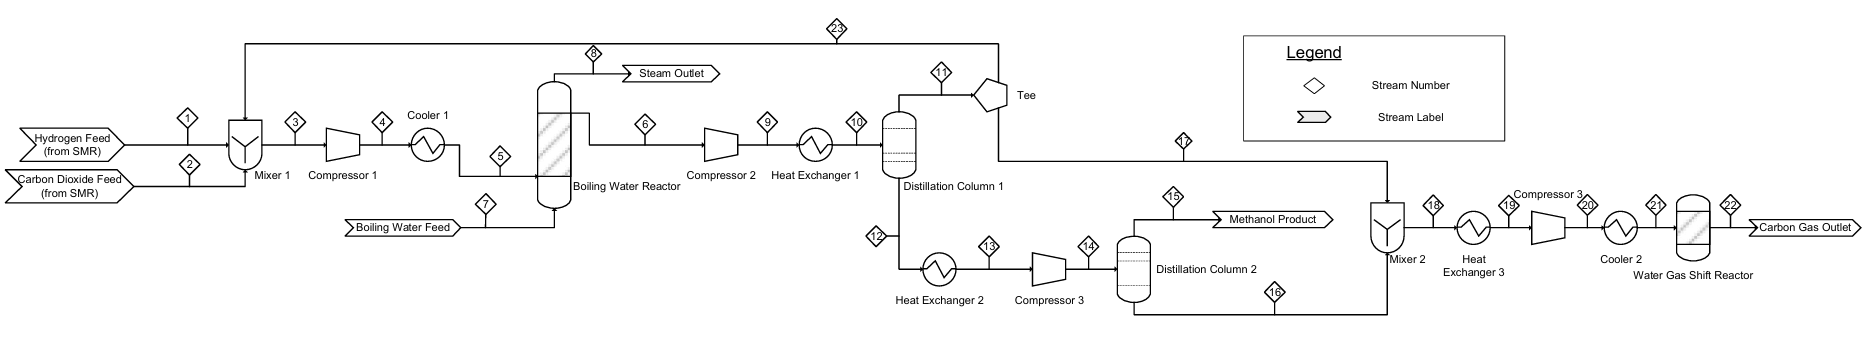 23
8
Steam Outlet
11
Tee
Legend
Stream Number
Stream Label
1
3
4
Cooler 1
6
9
10
17
Hydrogen Feed
(from SMR)
2
5
Mixer 1
Compressor 1
Boiling Water Reactor
Compressor 2
Heat Exchanger 1
Distillation Column 1
Carbon Dioxide Feed
(from SMR)
7
Boiling Water Feed
15
Methanol Product
12
13
14
Distillation Column 2
Heat Exchanger 2
Compressor 3
16
18
19
Compressor 3
20
21
22
Carbon Gas Outlet
Mixer 2
Heat
Exchanger 3
Cooler 2
Water Gas Shift Reactor